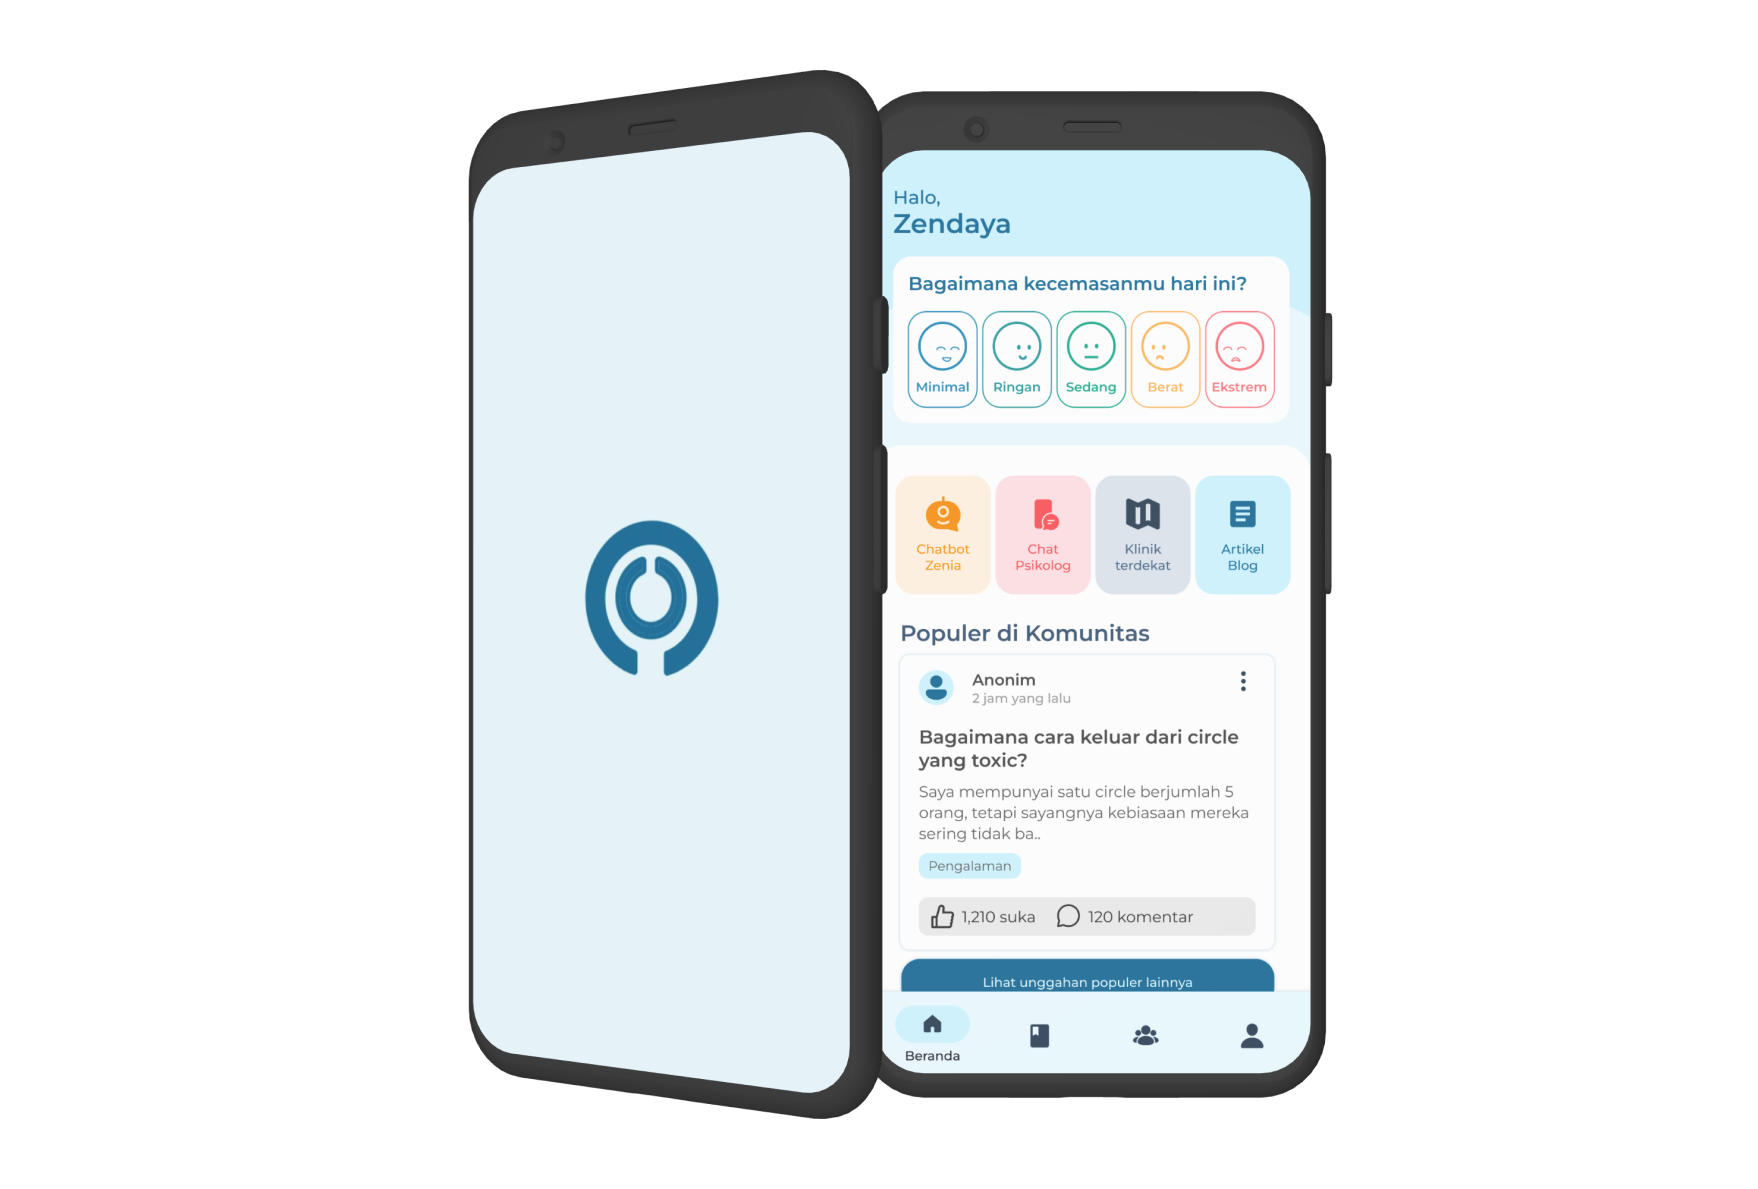 Halo,
Zendaya
Bagaimana kecemasanmu hari ini?
Minimal
Ringan
Sedang
Berat
Ekstrem
Chatbot
Zenia
Chat
Psikolog
Klinik
terdekat
Artikel
Blog
Populer di Komunitas
Anonim
2 jam yang lalu
Bagaimana cara keluar dari circle
yang toxic?
Saya mempunyai satu circle berjumlah 5
orang, tetapi sayangnya kebiasaan mereka
sering tidak ba..
Pengalaman
1,210 suka
120 komentar
Lihat unggahan populer lainnya
Beranda